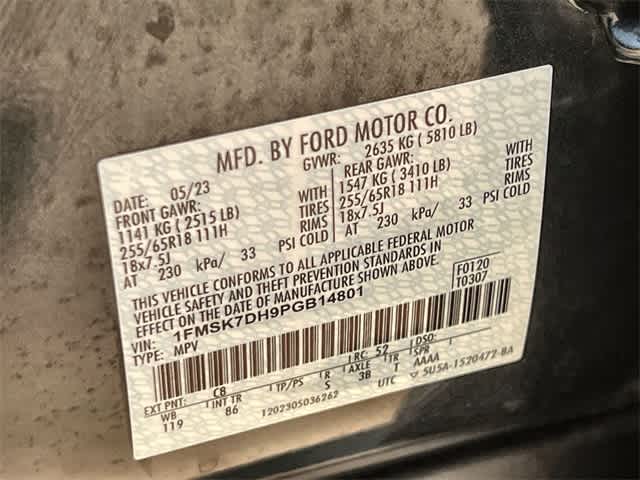 MFD. BY FORD MOTOR CO.
DATE: 05/23 GVWR: 2635 KG ( 5810 LB)
FRONT GAWR: REAR GAWR:
1141 KG ( 2515 LB) WITH 1547 KG ( 3410 LB) WITH
255/65R18 111H TIRES 255/65R18 111H TIRES
18x7.5J RIMS 18x7.5J RIMS
AT 230 kPa/ 33 PSI COLD AT 230 kPa/ 33 PSI COLD
THIS VEHICLE CONFORMS TO ALL APPLICABLE FEDERAL MOTOR
VEHICLE SAFETY AND THEFT PREVENTION STANDARDS IN
EFFECT ON THE DATE OF MANUFACTURE SHOWN ABOVE.
VIN: 1FMSK7DH9PGB14801 F0120
TYPE: MPV T0307
EXT PNT: C8 RC: 52 DSO:
WB INT TR TP/PS R AXLE TR SPR
119 86 S 3B T AAAA
1202305036262 UTC 5U5A-1520472-BA